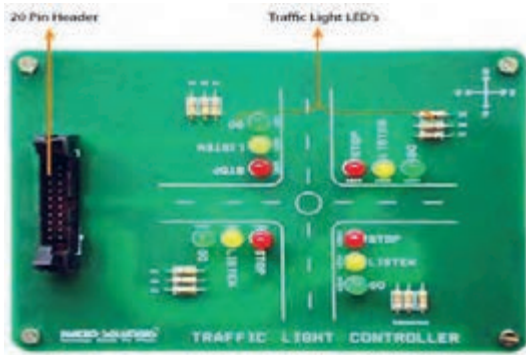 20 Pin Header
Traffic Light LED's
GO
LISTEN
STOP
STOP
LISTEN
GO
GO
LISTEN
STOP
STOP
LISTEN
GO
TRAFFIC LIGHT CONTROLLER